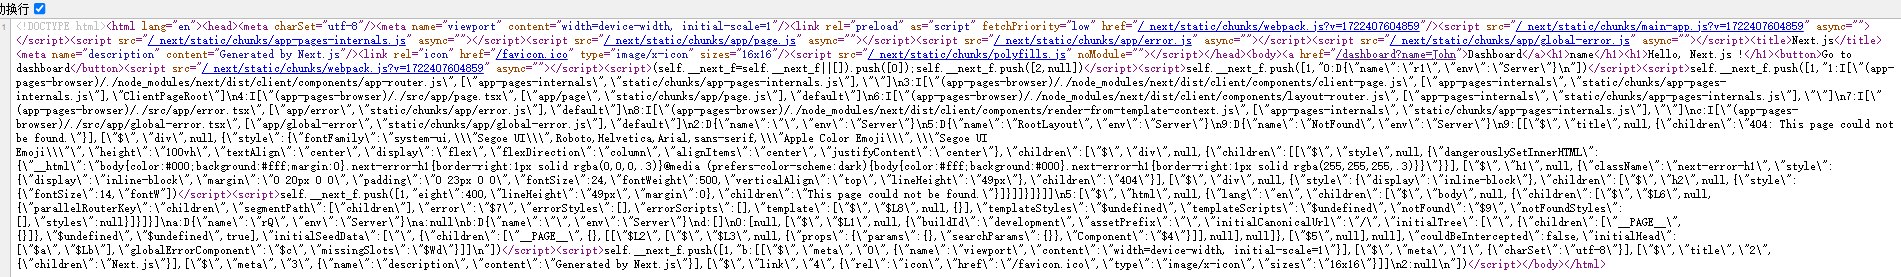 动换行
1 <!DOCTYPE html><html lang="en"><head><meta charSet="utf-8"/><meta name="viewport" content="width=device-width, initial-scale=1"/><link rel="preload" as="script" fetchPriority="low" href="/_next/static/chunks/webpack.js?v=1722407604859"/><script src="/_next/static/chunks/main-app.js?v=1722407604859" async="">
</script><script src="/_next/static/chunks/app-pages-internals.js" async=""></script><script src="/_next/static/chunks/app/page.js" async=""></script><script src="/_next/static/chunks/app/error.js" async=""></script><script src="/_next/static/chunks/app/global-error.js" async=""></script><title>Next.js</title>
<meta name="description" content="Generated by Next.js"/><link rel="icon" href="/favicon.ico" type="image/x-icon" sizes="16x16"/><script src="/_next/static/chunks/polyfills.js" noModule=""></script></head><body><a href="/dashboard?name=John">Dashboard</a><h1>name</h1><h1>Hello, Next.js !</h1><button>Go to
dashboard</button><script src="/_next/static/chunks/webpack.js?v=1722407604859" async=""></script><script>(self.__next_f=self.__next_f||[]).push([0]);self.__next_f.push([2,null])</script><script>self.__next_f.push([1,"0:D{\"name\":\"r1\",\"env\":\"Server\"}\n"])</script><script>self.__next_f.push([1,"1:I[\"(app-
pages-browser)/./node_modules/next/dist/client/components/app-router.js\",[\"app-pages-internals\",\"static/chunks/app-pages-internals.js\"],\"\"]\n3:I[\"(app-pages-browser)/./node_modules/next/dist/client/components/client-page.js\",[\"app-pages-internals\",\"static/chunks/app-pages-
internals.js\"],\"ClientPageRoot\"]\n4:I[\"(app-pages-browser)/./src/app/page.tsx\",[\"app/page\",\"static/chunks/app/page.js\"],\"default\"]\n6:I[\"(app-pages-browser)/./node_modules/next/dist/client/components/layout-router.js\",[\"app-pages-internals\",\"static/chunks/app-pages-internals.js\"],\"\"]\n7:I[\"
(app-pages-browser)/./src/app/error.tsx\",[\"app/error\",\"static/chunks/app/error.js\"],\"default\"]\n8:I[\"(app-pages-browser)/./node_modules/next/dist/client/components/render-from-template-context.js\",[\"app-pages-internals\",\"static/chunks/app-pages-internals.js\"],\"\"]\nc:I[\"(app-pages-
browser)/./src/app/global-error.tsx\",[\"app/global-error\",\"static/chunks/app/global-error.js\"],\"default\"]\n2:D{\"name\":\"\",\"env\":\"Server\"}\n5:D{\"name\":\"RootLayout\",\"env\":\"Server\"}\n9:D{\"name\":\"NotFound\",\"env\":\"Server\"}\n9:[[\"$\",\"title\",null,{\"children\":\"404: This page could not
be found.\"}],[\"$\",\"div\",null,{\"style\":{\"fontFamily\":\"system-ui,\\\"Segoe UI\\\",Roboto,Helvetica,Arial,sans-serif,\\\"Apple Color Emoji\\\",\\\"Segoe UI
Emoji\\\"\",\"height\":\"100vh\",\"textAlign\":\"center\",\"display\":\"flex\",\"flexDirection\":\"column\",\"alignItems\":\"center\",\"justifyContent\":\"center\"},\"children\":[\"$\",\"div\",null,{\"children\":[[\"$\",\"style\",null,{\"dangerouslySetInnerHTML\":
{\"__html\":\"body{color:#000;background:#fff;margin:0}.next-error-h1{border-right:1px solid rgba(0,0,0,.3)}@media (prefers-color-scheme:dark){body{color:#fff;background:#000}.next-error-h1{border-right:1px solid rgba(255,255,255,.3)}}\"}}],[\"$\",\"h1\",null,{\"className\":\"next-error-h1\",\"style\":
{\"display\":\"inline-block\",\"margin\":\"0 20px 0 0\",\"padding\":\"0 23px 0 0\",\"fontSize\":24,\"fontWeight\":500,\"verticalAlign\":\"top\",\"lineHeight\":\"49px\"},\"children\":\"404\"}],[\"$\",\"div\",null,{\"style\":{\"display\":\"inline-block\"},\"children\":[\"$\",\"h2\",null,{\"style\":
{\"fontSize\":14,\"fontW"])</script><script>self.__next_f.push([1,"eight\":400,\"lineHeight\":\"49px\",\"margin\":0},\"children\":\"This page could not be found.\"}]}]]}]}]]\n5:[\"$\",\"html\",null,{\"lang\":\"en\",\"children\":[\"$\",\"body\",null,{\"children\":[\"$\",\"$L6\",null,
{\"parallelRouterKey\":\"children\",\"segmentPath\":[\"children\"],\"error\":\"$7\",\"errorStyles\":[],\"errorScripts\":[],\"template\":[\"$\",\"$L8\",null,{}],\"templateStyles\":\"$undefined\",\"templateScripts\":\"$undefined\",\"notFound\":\"$9\",\"notFoundStyles\":
[],\"styles\":null}]}]}]\na:D{\"name\":\"rQ\",\"env\":\"Server\"}\na:null\nb:D{\"name\":\"\",\"env\":\"Server\"}\nd:[]\n0:[null,[\"$\",\"$L1\",null,{\"buildId\":\"development\",\"assetPrefix\":\"\",\"initialCanonicalUrl\":\"/\",\"initialTree\":[\"\",{\"children\":[\"__PAGE__\",
{}]},\"$undefined\",\"$undefined\",true],\"initialSeedData\":[\"\",{\"children\":[\"__PAGE__\",{},[[\"$L2\",[\"$\",\"$L3\",null,{\"props\":{\"params\":{},\"searchParams\":{}},\"Component\":\"$4\"}]],null],null]},[\"$5\",null],null],\"couldBeIntercepted\":false,\"initialHead\":
[\"$a\",\"$Lb\"],\"globalErrorComponent\":\"$c\",\"missingSlots\":\"$Wd\"}]]\n"])</script><script>self.__next_f.push([1,"b:[[\"$\",\"meta\",\"0\",{\"name\":\"viewport\",\"content\":\"width=device-width, initial-scale=1\"}],[\"$\",\"meta\",\"1\",{\"charSet\":\"utf-8\"}],[\"$\",\"title\",\"2\",
{\"children\":\"Next.js\"}],[\"$\",\"meta\",\"3\",{\"name\":\"description\",\"content\":\"Generated by Next.js\"}],[\"$\",\"link\",\"4\",{\"rel\":\"icon\",\"href\":\"/favicon.ico\",\"type\":\"image/x-icon\",\"sizes\":\"16x16\"}]]\n2:null\n"])</script></body></html>